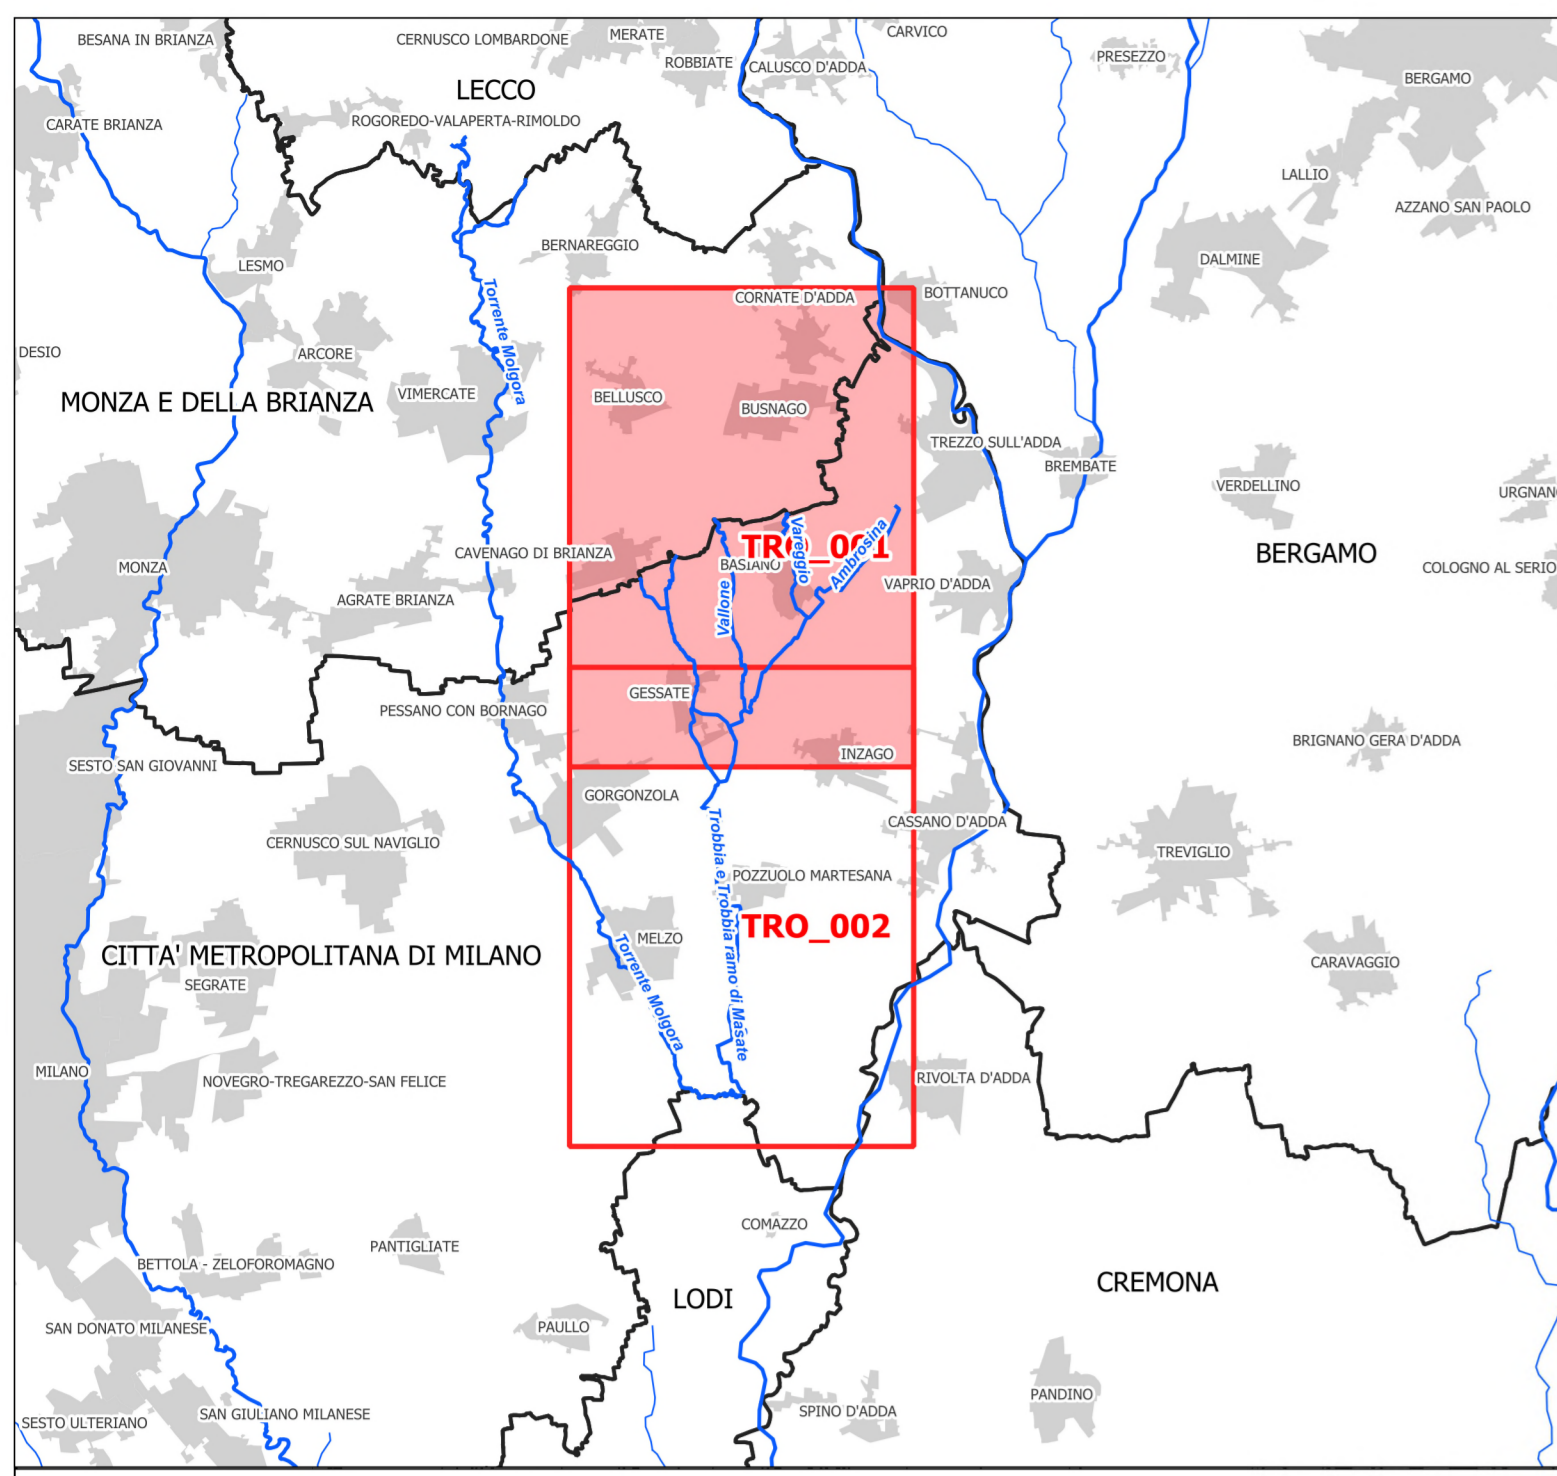 BESANA IN BRIANZA
CERNUSCO LOMBARDONE
MERATE
CARVICO
ROBBIATE
CALUSCO D'ADDA
PRESEZZO
BERGAMO
LECCO
ROGOREDO-VALAPERTA-RIMOLDO
CARATE BRIANZA
LALLIO
AZZANO SAN PAOLO
BERNAREGGIO
LESMO
DALMINE
CORNATE D'ADDA
BOTTANUCO
Torrente Molgora
DESIO
ARCORE
MONZA E DELLA BRIANZA
VIMERCATE
BELLUSCO
BUSNAGO
TREZZO SULL'ADDA
BREMBATE
VERDELLINO
URGNAN
CAVENAGO DI BRIANZA
TRO_001
BASIANO
Vareggio
Ambrosina
Vallone
BERGAMO
MONZA
AGRATE BRIANZA
VAPRIO D'ADDA
COLOGNO AL SERIO
GESSATE
PESSANO CON BORNAGO
INZAGO
BRIGNANO GERA D'ADDA
SESTO SAN GIOVANNI
GORGONZOLA
CASSANO D'ADDA
CERNUSCO SUL NAVIGLIO
TREVIGLIO
Trobbia e Trobbia ramo di Masate
POZZUOLO MARTESANA
TRO_002
MELZO
Torrente Molgora
CITTA' METROPOLITANA DI MILANO
SEGRATE
CARAVAGGIO
MILANO
NOVEGRO-TREGAREZZO-SAN FELICE
RIVOLTA D'ADDA
COMAZZO
PANTIGLIATE
BETTOLA - ZELOFOROMAGNO
LODI
CREMONA
SAN DONATO MILANESE
PAULLO
PANDINO
SESTO ULTERIANO
SAN GIULIANO MILANESE
SPINO D'ADDA